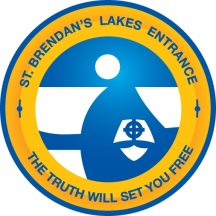 ST. BRENDAN'S LAKES ENTRANCE
THE TRUTH WILL SET YOU FREE